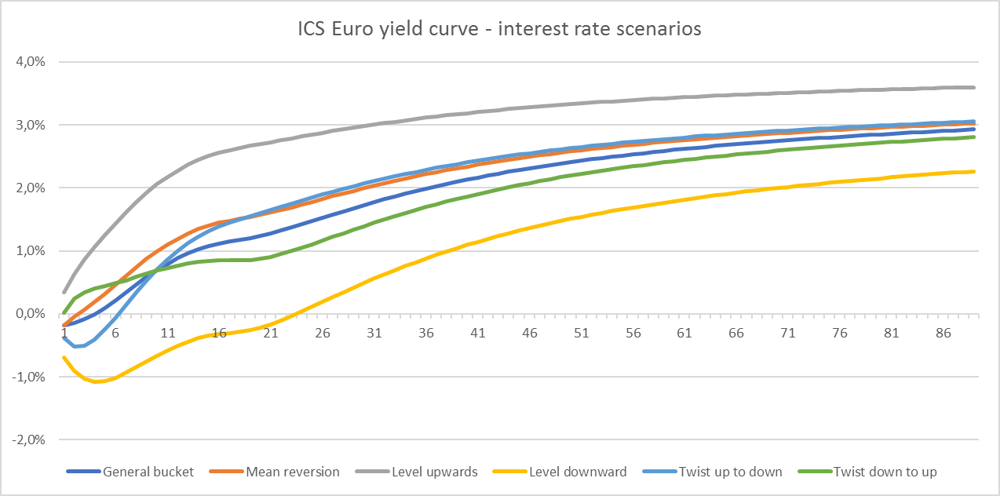 ICS Euro yield curve - interest rate scenarios
4,0%
3,0%
2,0%
1,0%
0,0%
1 6 11 16 21 26 31 36 41 46 51 56 61 66 71 76 81 86
-1,0%
-2,0%
General bucket Mean reversion Level upwards Level downward Twist up to down Twist down to up